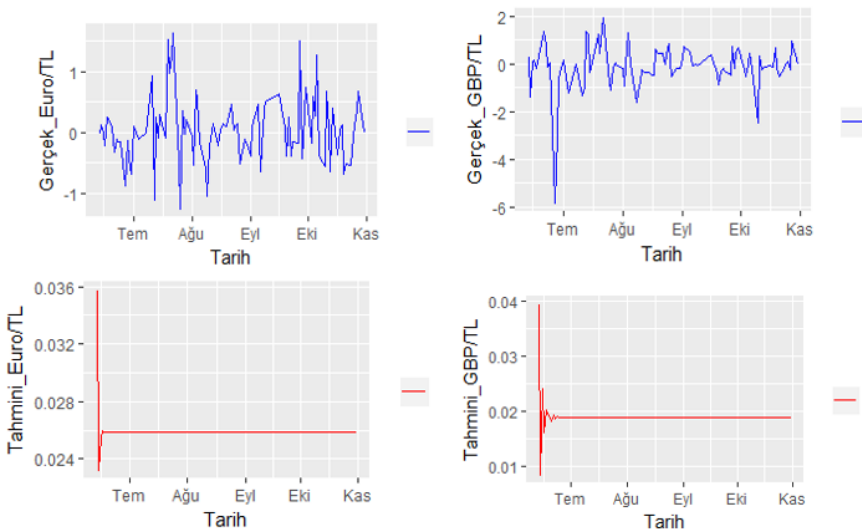 Gerçek_Euro/TL
1
0
-1
Tem Ağu Eyl Eki Kas
Tarih
Gerçek_GBP/TL
2
0
-2
-4
-6
Tem Ağu Eyl Eki Kas
Tarih
Tahmini_Euro/TL
0.036
0.032
0.028
0.024
Tem Ağu Eyl Eki Kas
Tarih
Tahmini_GBP/TL
0.04
0.03
0.02
0.01
Tem Ağu Eyl Eki Kas
Tarih